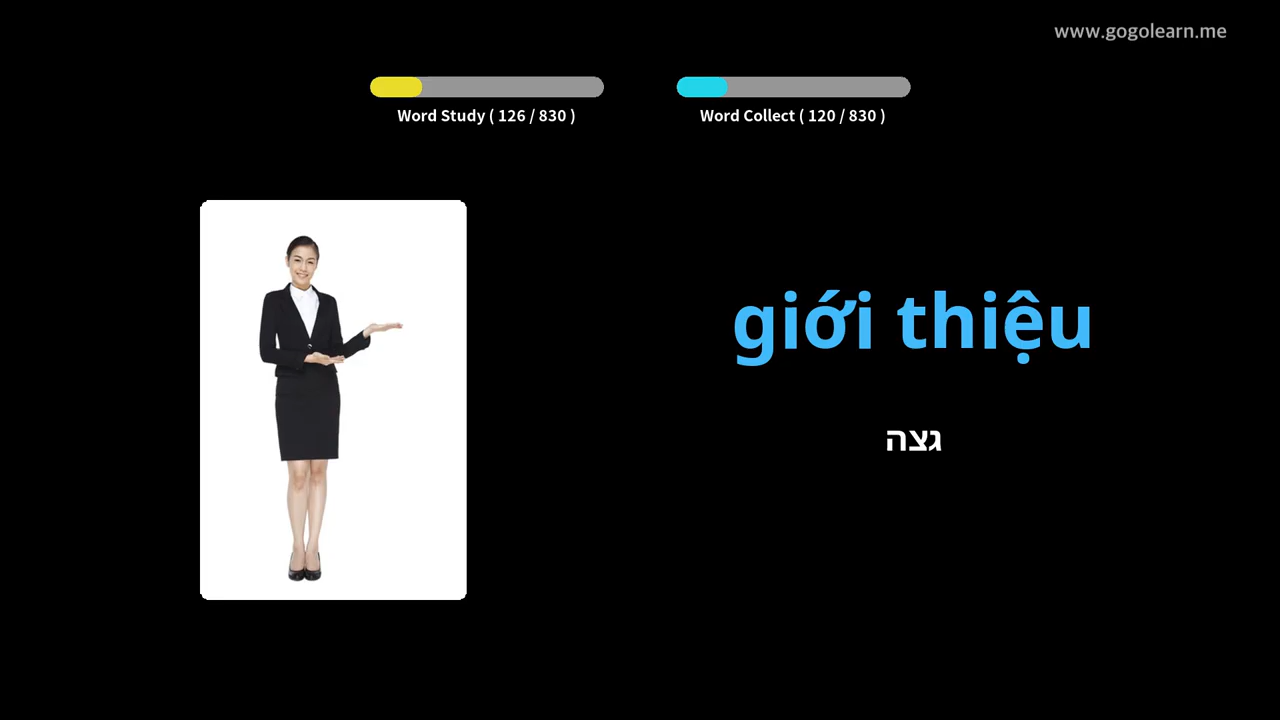 www.gogolearn.me
Word Study ( 126 / 830 )
Word Collect ( 120 / 830 )
giới thiệu
גצה